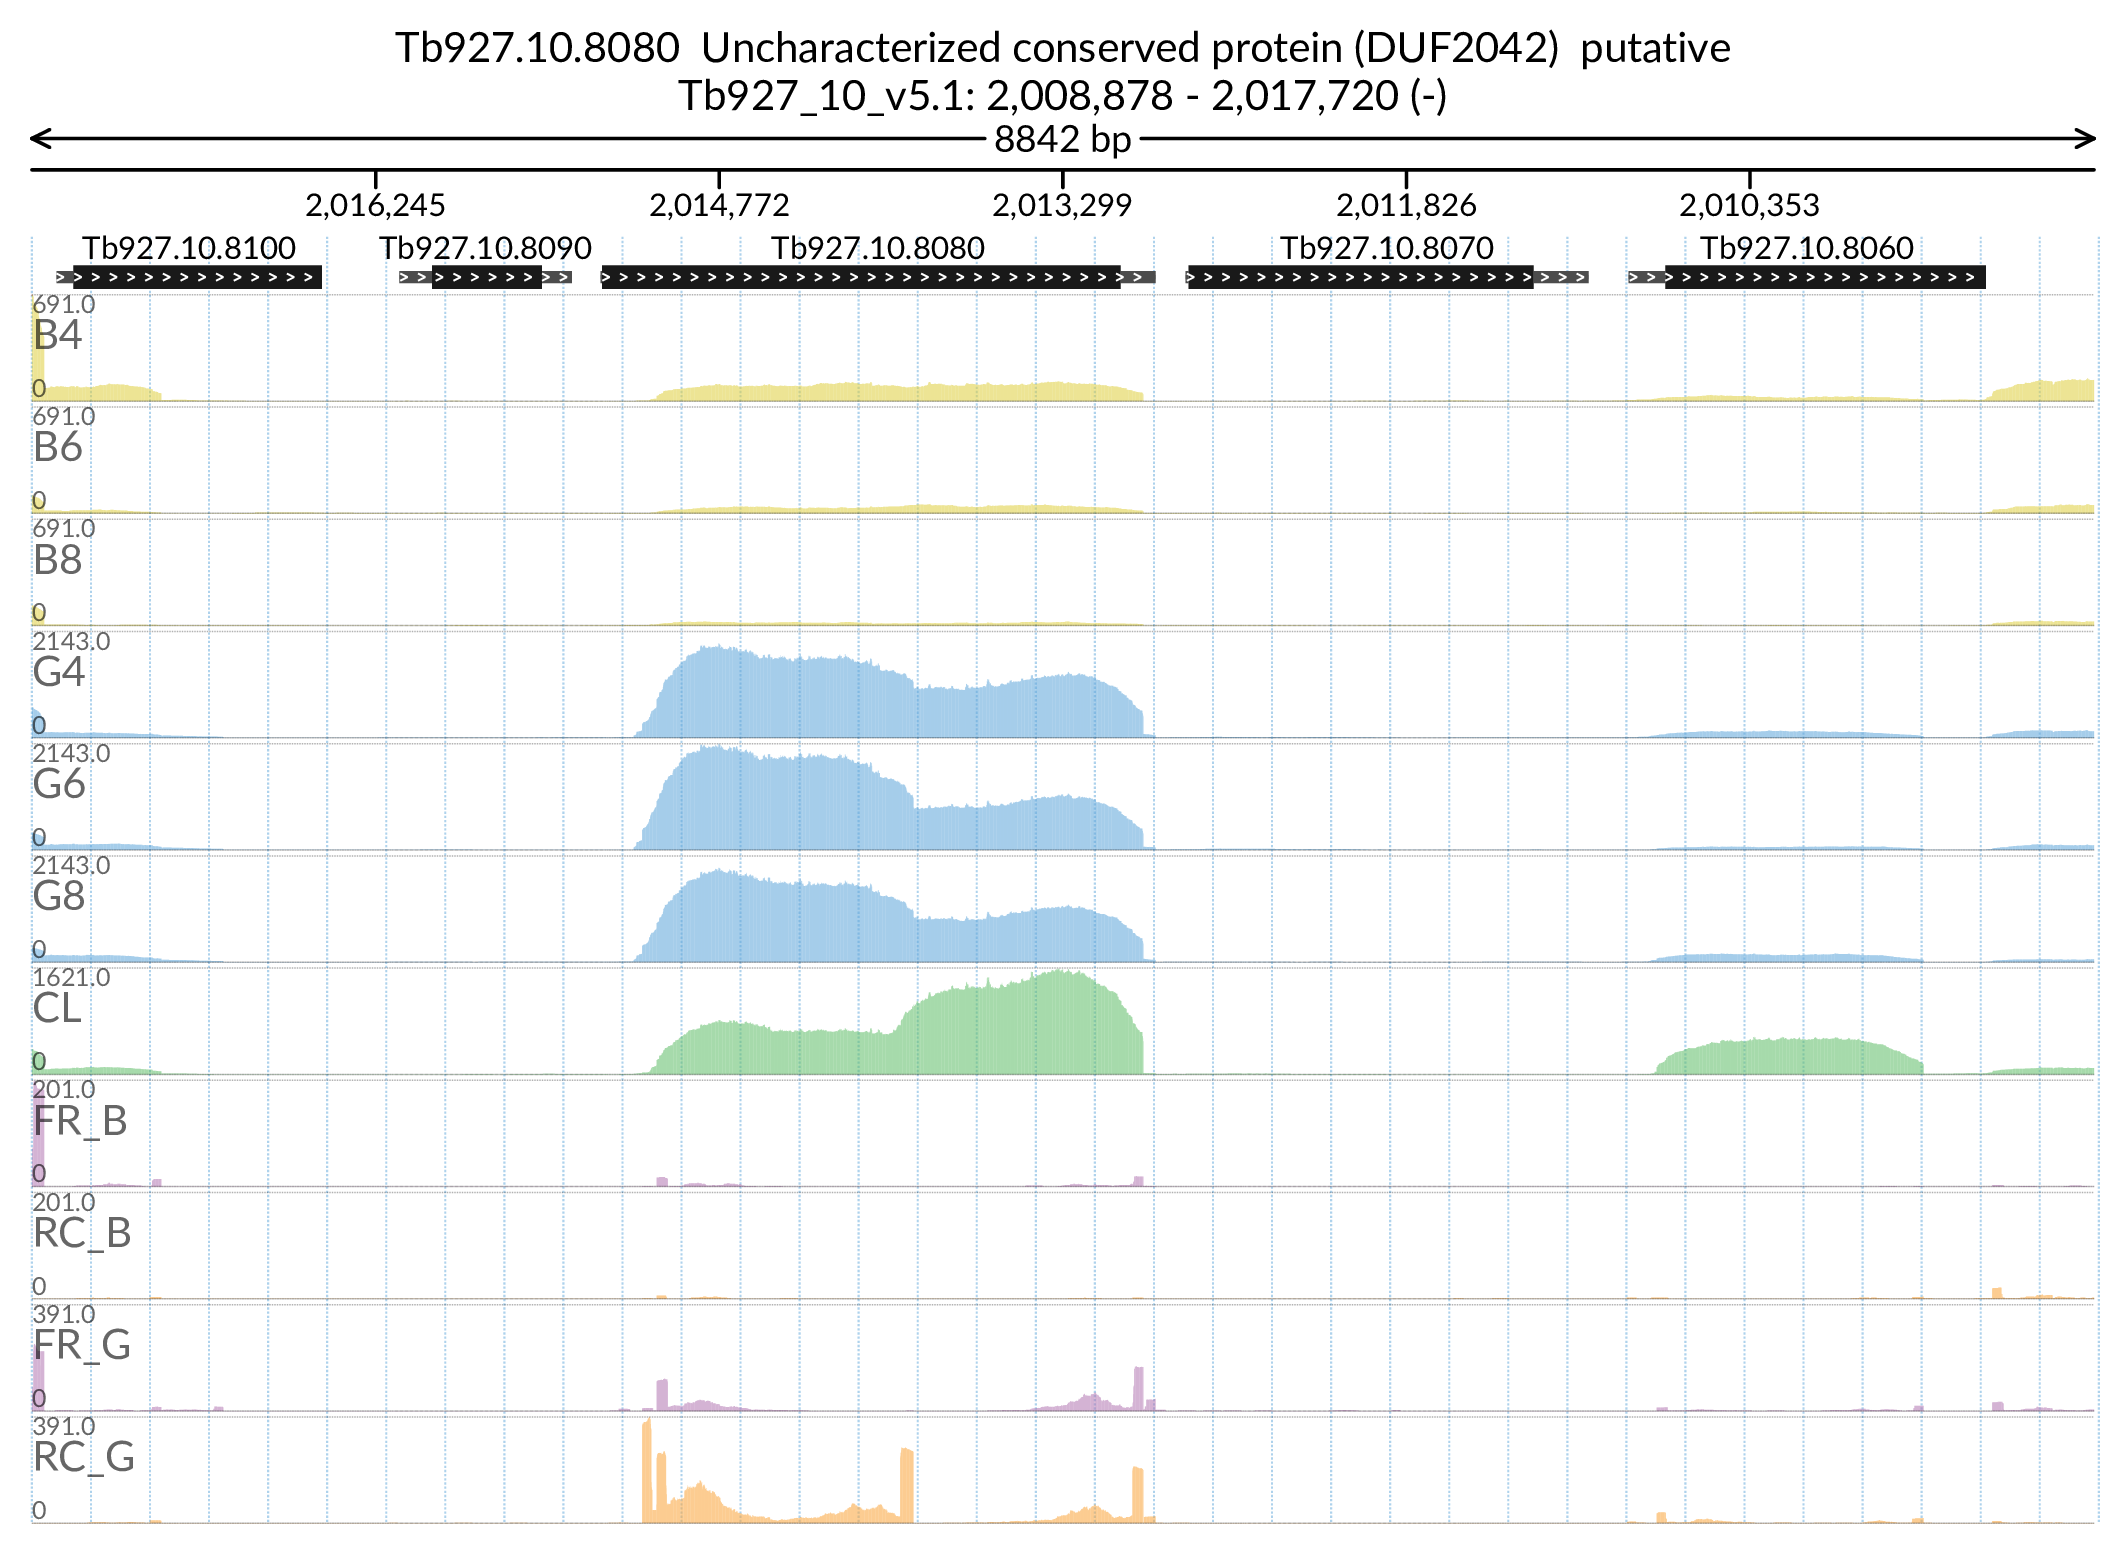 Tb927.10.8080 Uncharacterized conserved protein (DUF2042) putative
Tb927_10_v5.1: 2,008,878 - 2,017,720 (-)
8842 bp
2,016,245 2,014,772 2,013,299 2,011,826 2,010,353
Tb927.10.8100 Tb927.10.8090 Tb927.10.8080 Tb927.10.8070 Tb927.10.8060
691.0
B4
0
691.0
B6
0
691.0
B8
0
2143.0
G4
0
2143.0
G6
0
2143.0
G8
0
1621.0
CL
0
201.0
FR_B
0
201.0
RC_B
0
391.0
FR_G
0
391.0
RC_G
0